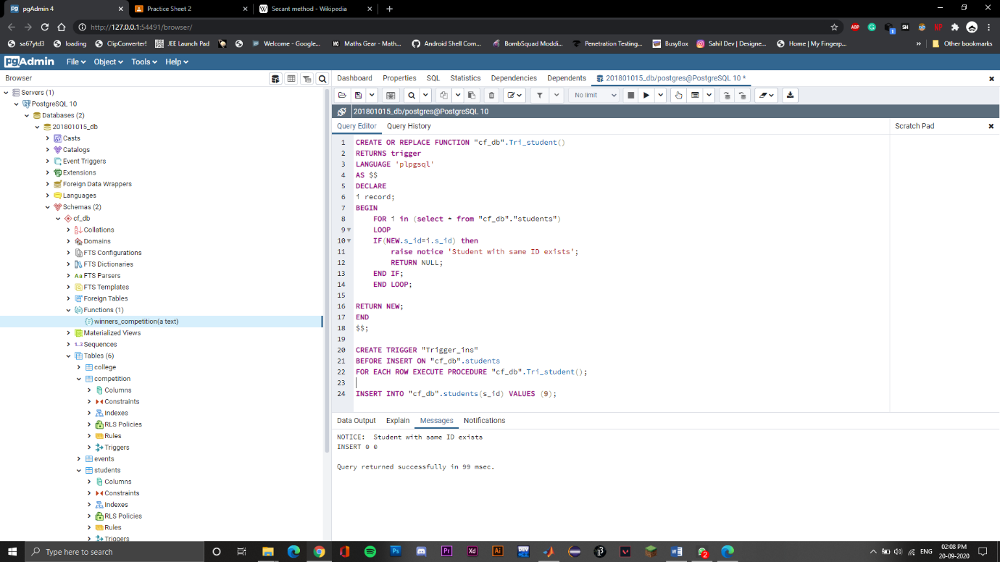 pgAdmin 4
Practice Sheet 2
Secant method - Wikipedia
http://127.0.0.1:54491/browser/
sa67ytd3
loading
ClipConverter!
JEE Launch Pad
Welcome - Google...
Maths Gear - Math...
Android Shell Com...
BombSquad Moddi...
Penetration Testing...
BusyBox
Sahil Dev | Designe...
Home | My Fingerp...
Other bookmarks
pgAdmin File Object Tools Help
Browser
Dashboard Properties SQL Statistics Dependencies Dependents 201801015_db/postgres@PostgreSQL 10 *
No limit
201801015_db/postgres@PostgreSQL 10
Query Editor Query History
Scratch Pad
Servers (1)
PostgreSQL 10
Databases (2)
201801015_db
Casts
Catalogs
Event Triggers
Extensions
Foreign Data Wrappers
Languages
Schemas (2)
cf_db
Collations
Domains
FTS Configurations
FTS Dictionaries
Aa FTS Parsers
FTS Templates
Foreign Tables
Functions (1)
winners_competition(a text)
Materialized Views
1..3 Sequences
Tables (6)
college
competition
Columns
Constraints
Indexes
RLS Policies
Rules
Triggers
events
students
Columns
Constraints
Indexes
RLS Policies
Rules
Triggers
1 CREATE OR REPLACE FUNCTION "cf_db".Tri_student()
2 RETURNS trigger
3 LANGUAGE 'plpgsql'
4 AS $$
5 DECLARE
6 i record;
7 BEGIN
8 FOR i in (select * from "cf_db"."students")
9 LOOP
10 IF(NEW.s_id=i.s_id) then
11 raise notice 'Student with same ID exists';
12 RETURN NULL;
13 END IF;
14 END LOOP;
15
16 RETURN NEW;
17 END
18 $$;
19
20 CREATE TRIGGER "Trigger_ins"
21 BEFORE INSERT ON "cf_db".students
22 FOR EACH ROW EXECUTE PROCEDURE "cf_db".Tri_student();
23
24 INSERT INTO "cf_db".students(s_id) VALUES (9);
Data Output Explain Messages Notifications
NOTICE: Student with same ID exists
INSERT 0 0
Query returned successfully in 99 msec.
Type here to search
ENG
02:08 PM
20-09-2020